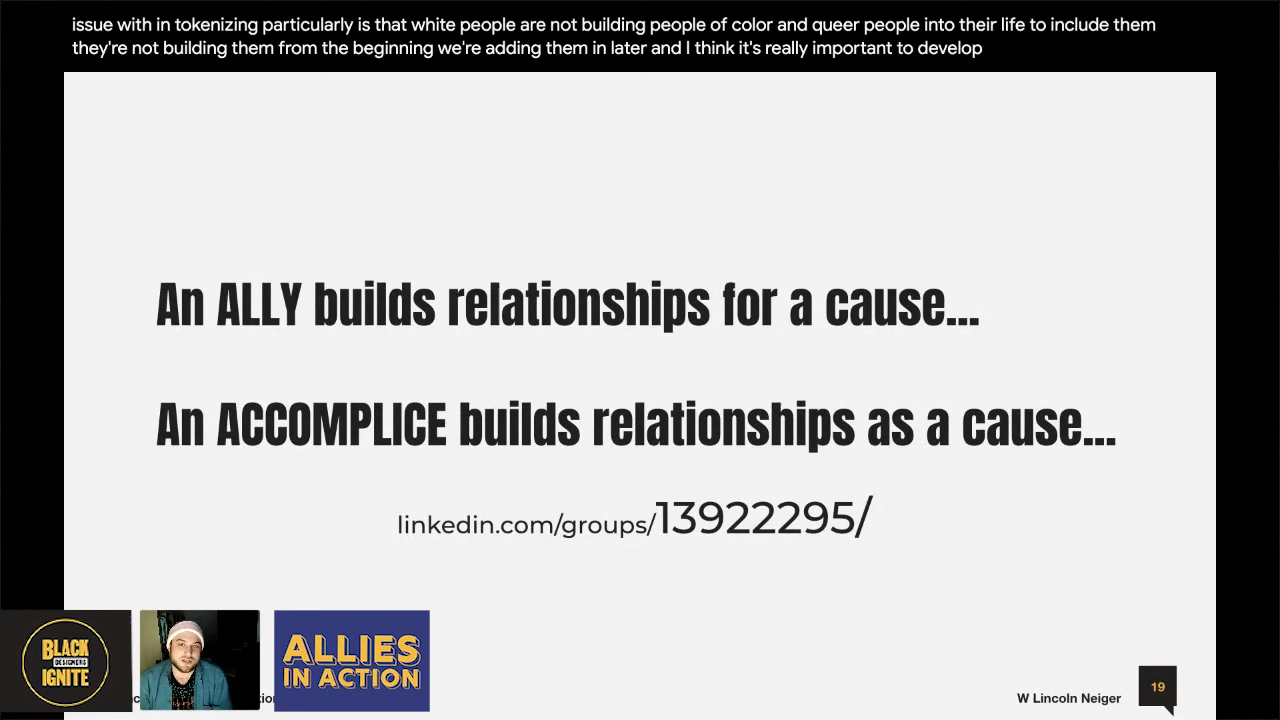 issue with in tokenizing particularly is that white people are not building people of color and queer people into their life to include them
they're not building them from the beginning we're adding them in later and I think it's really important to develop
An ALLY builds relationships for a cause...
An ACCOMPLICE builds relationships as a cause...
linkedin.com/groups/13922295/
BLACK
DESIGNERS
IGNITE
ALLIES
IN ACTION
W Lincoln Neiger
19